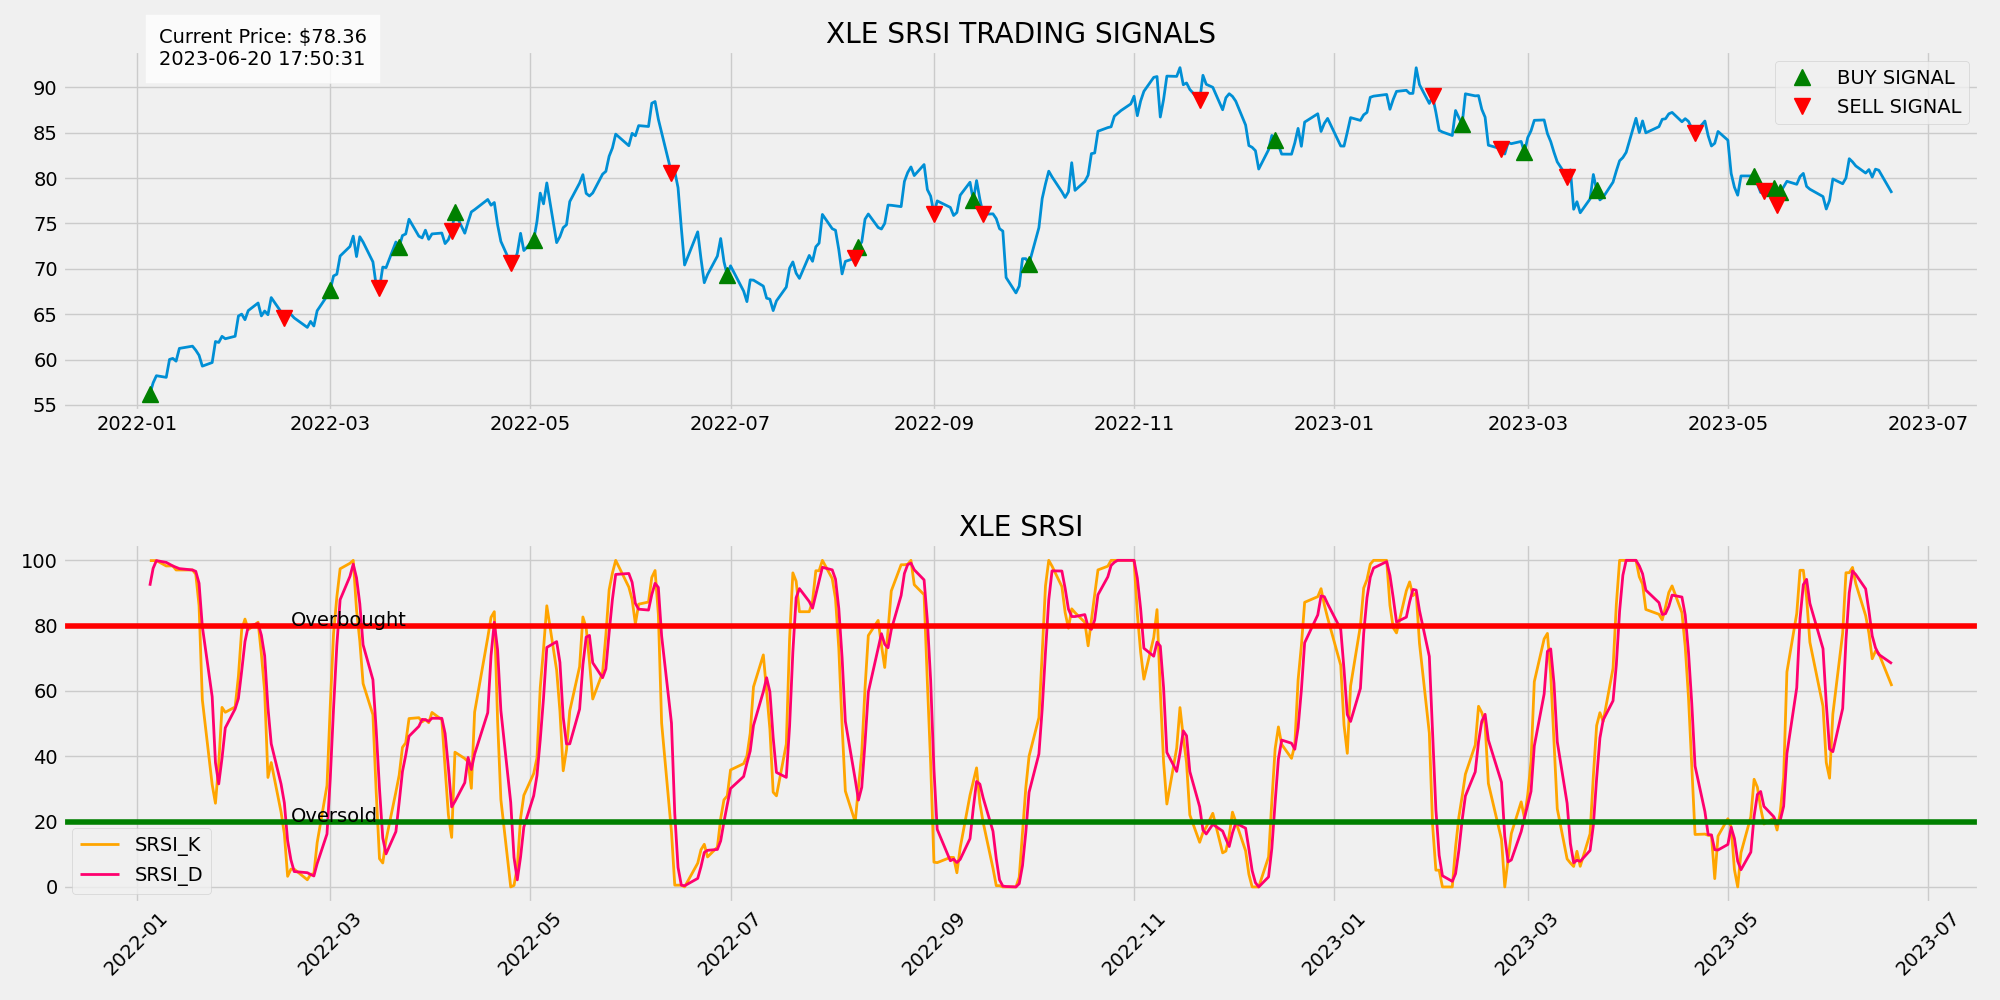 Current Price: $78.36
2023-06-20 17:50:31
XLE SRSI TRADING SIGNALS
BUY SIGNAL
SELL SIGNAL
90
85
80
75
70
65
60
55
2022-01 2022-03 2022-05 2022-07 2022-09 2022-11 2023-01 2023-03 2023-05 2023-07
XLE SRSI
100
80
60
40
20
0
Overbought
Oversold
SRSI_K
SRSI_D
2022-01 2022-03 2022-05 2022-07 2022-09 2022-11 2023-01 2023-03 2023-05 2023-07